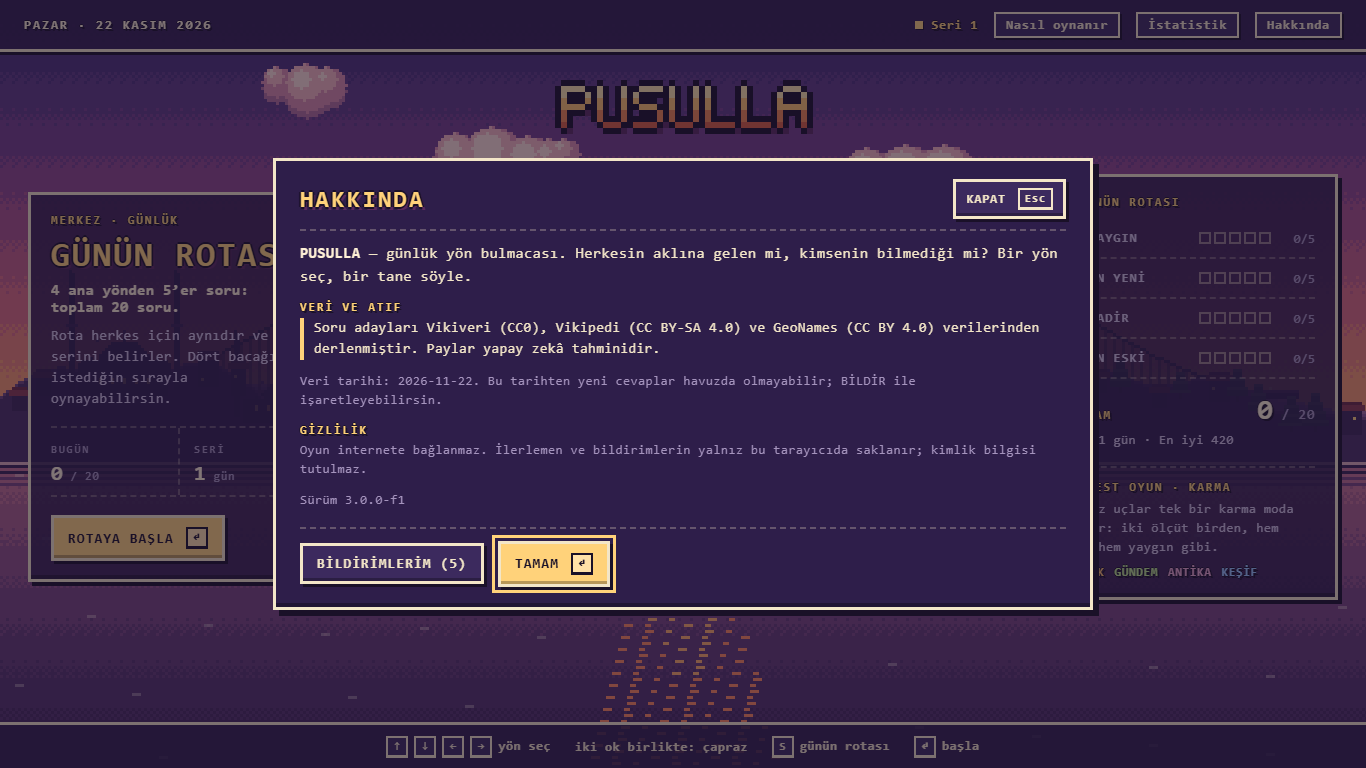 PAZAR · 22 KASIM 2026
Seri 1
Nasıl oynanır
İstatistik
Hakkında
PUSULLA
MERKEZ · GÜNLÜK
GÜNÜN ROTAS
4 ana yönden 5’er soru:
toplam 20 soru.
Rota herkes için aynıdır ve
serini belirler. Dört bacağı
istediğin sırayla
oynayabilirsin.
BUGÜN
SERİ
0 / 20
1 gün
ROTAYA BAŞLA ↵
HAKKINDA
KAPAT Esc
PUSULLA — günlük yön bulmacası. Herkesin aklına gelen mi, kimsenin bilmediği mi? Bir yön
seç, bir tane söyle.
VERİ VE ATIF
Soru adayları Vikiveri (CC0), Vikipedi (CC BY-SA 4.0) ve GeoNames (CC BY 4.0) verilerinden
derlenmiştir. Paylar yapay zekâ tahminidir.
Veri tarihi: 2026-11-22. Bu tarihten yeni cevaplar havuzda olmayabilir; BİLDİR ile
işaretleyebilirsin.
GİZLİLİK
Oyun internete bağlanmaz. İlerlemen ve bildirimlerin yalnız bu tarayıcıda saklanır; kimlik bilgisi
tutulmaz.
Sürüm 3.0.0-f1
BİLDİRİMLERİM (5)
TAMAM ↵
NÜN ROTASI
AYGIN 0/5
N YENİ 0/5
ADİR 0/5
N ESKİ 0/5
AM 0 / 20
1 gün · En iyi 420
EST OYUN · KARMA
z uçlar tek bir karma moda
r: iki ölçüt birden, hem
hem yaygın gibi.
K GÜNDEM ANTİKA KEŞİF
↑ ↓ ← → yön seç
iki ok birlikte: çapraz
S günün rotası
↵ başla